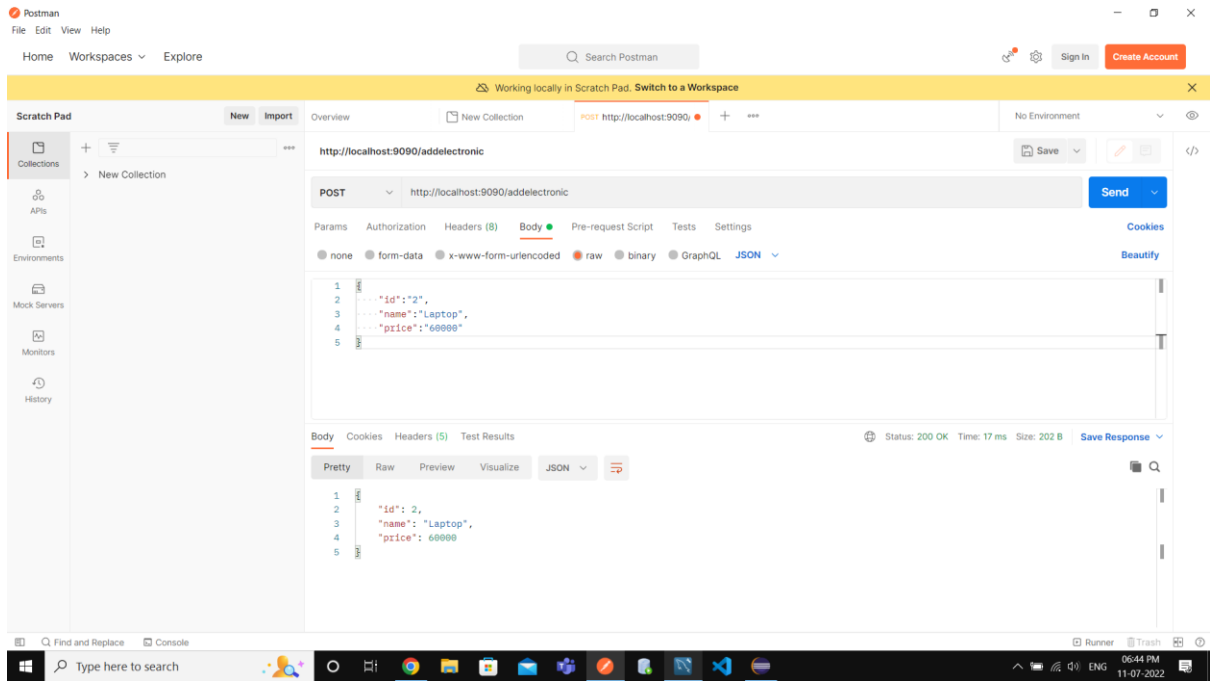 Postman
File Edit View Help
Home Workspaces Explore Search Postman Sign In Create Account
Working locally in Scratch Pad. Switch to a Workspace
Scratch Pad New Import Overview New Collection POST http://localhost:9090/ No Environment
Collections
New Collection
APIs
Environments
Mock Servers
Monitors
History
http://localhost:9090/addelectronic Save
POST http://localhost:9090/addelectronic Send
Params Authorization Headers (8) Body Pre-request Script Tests Settings Cookies
none form-data x-www-form-urlencoded raw binary GraphQL JSON Beautify
1 {
2 "id":"2",
3 "name":"Laptop",
4 "price":"60000"
5 }
Body Cookies Headers (5) Test Results Status: 200 OK Time: 17 ms Size: 202 B Save Response
Pretty Raw Preview Visualize JSON
1 {
2 "id": 2,
3 "name": "Laptop",
4 "price": 60000
5 }
Find and Replace Console Runner Trash
Type here to search ENG 06:44 PM
11-07-2022